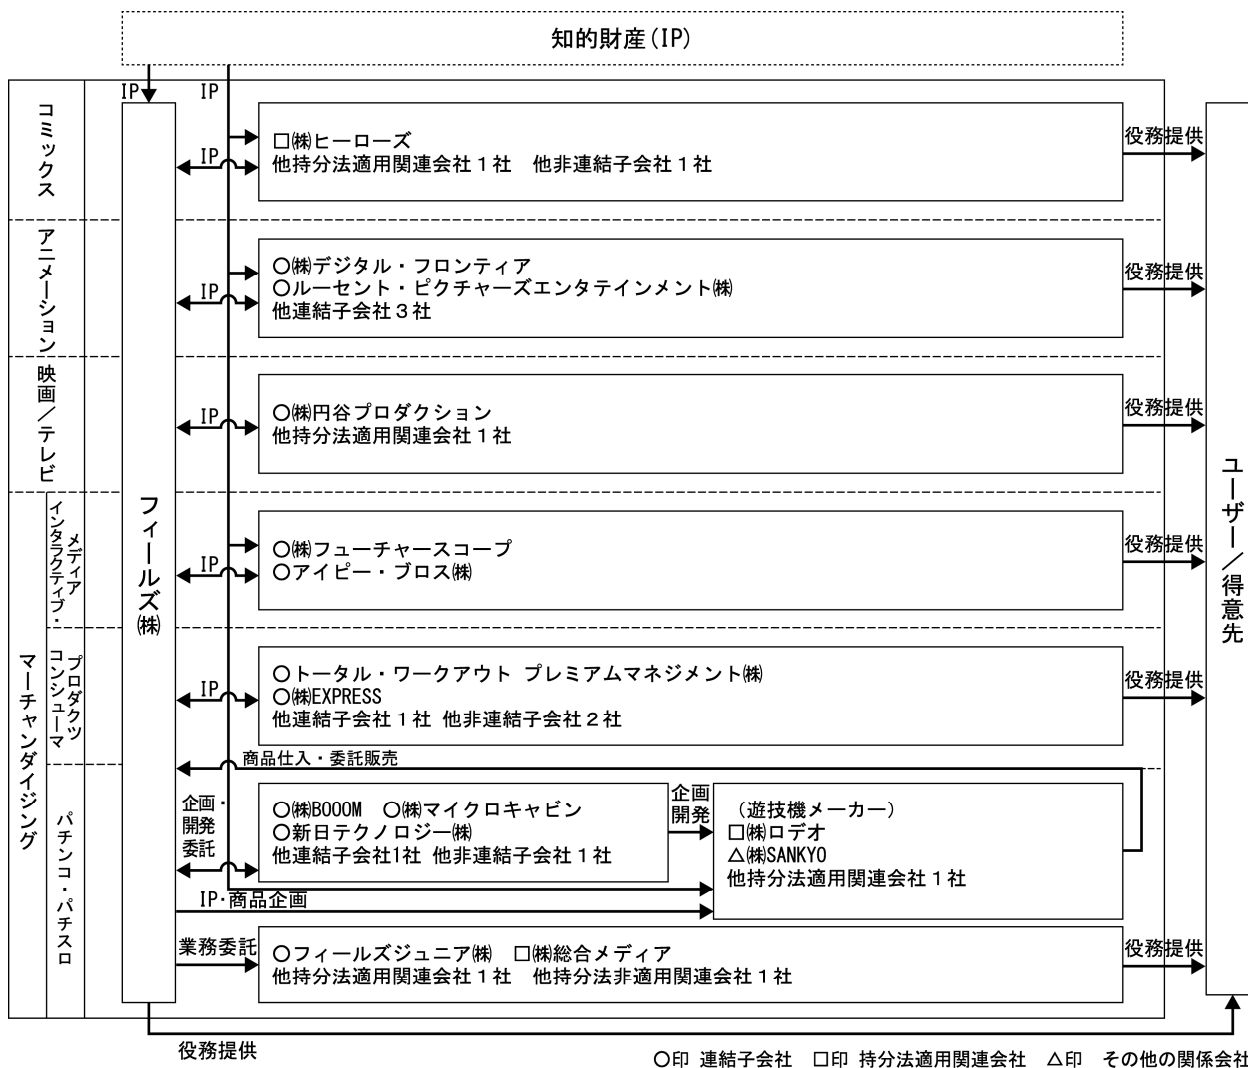 知的財産(IP)
IP
IP
コミックス
□㈱ヒーローズ
他持分法適用関連会社1社　他非連結子会社1社
IP
役務提供
アニメーション
○㈱デジタル・フロンティア
○ルーセント・ピクチャーズエンタテインメント㈱
他連結子会社3社
IP
役務提供
映画/テレビ
○㈱円谷プロダクション
他持分法適用関連会社1社
IP
役務提供
フィールズ㈱
ユーザー/得意先
マーチャンダイジング
インタラクティブ・
メディア
○㈱フューチャースコープ
○アイピー・ブロス㈱
IP
役務提供
コンシューマ
プロダクツ
○トータル・ワークアウト プレミアムマネジメント㈱
○㈱EXPRESS
他連結子会社1社 他非連結子会社2社
IP
役務提供
商品仕入・委託販売
パチンコ・パチスロ
企画・
開発
委託
○㈱BOOOM　○㈱マイクロキャビン
○新日テクノロジー㈱
他連結子会社1社 他非連結子会社1社
企画
開発
(遊技機メーカー)
□㈱ロデオ
△㈱SANKYO
他持分法適用関連会社1社
IP・商品企画
業務委託
○フィールズジュニア㈱　□㈱総合メディア
他持分法適用関連会社1社　他持分法非適用関連会社1社
役務提供
役務提供
○印 連結子会社　□印 持分法適用関連会社　△印　その他の関係会社